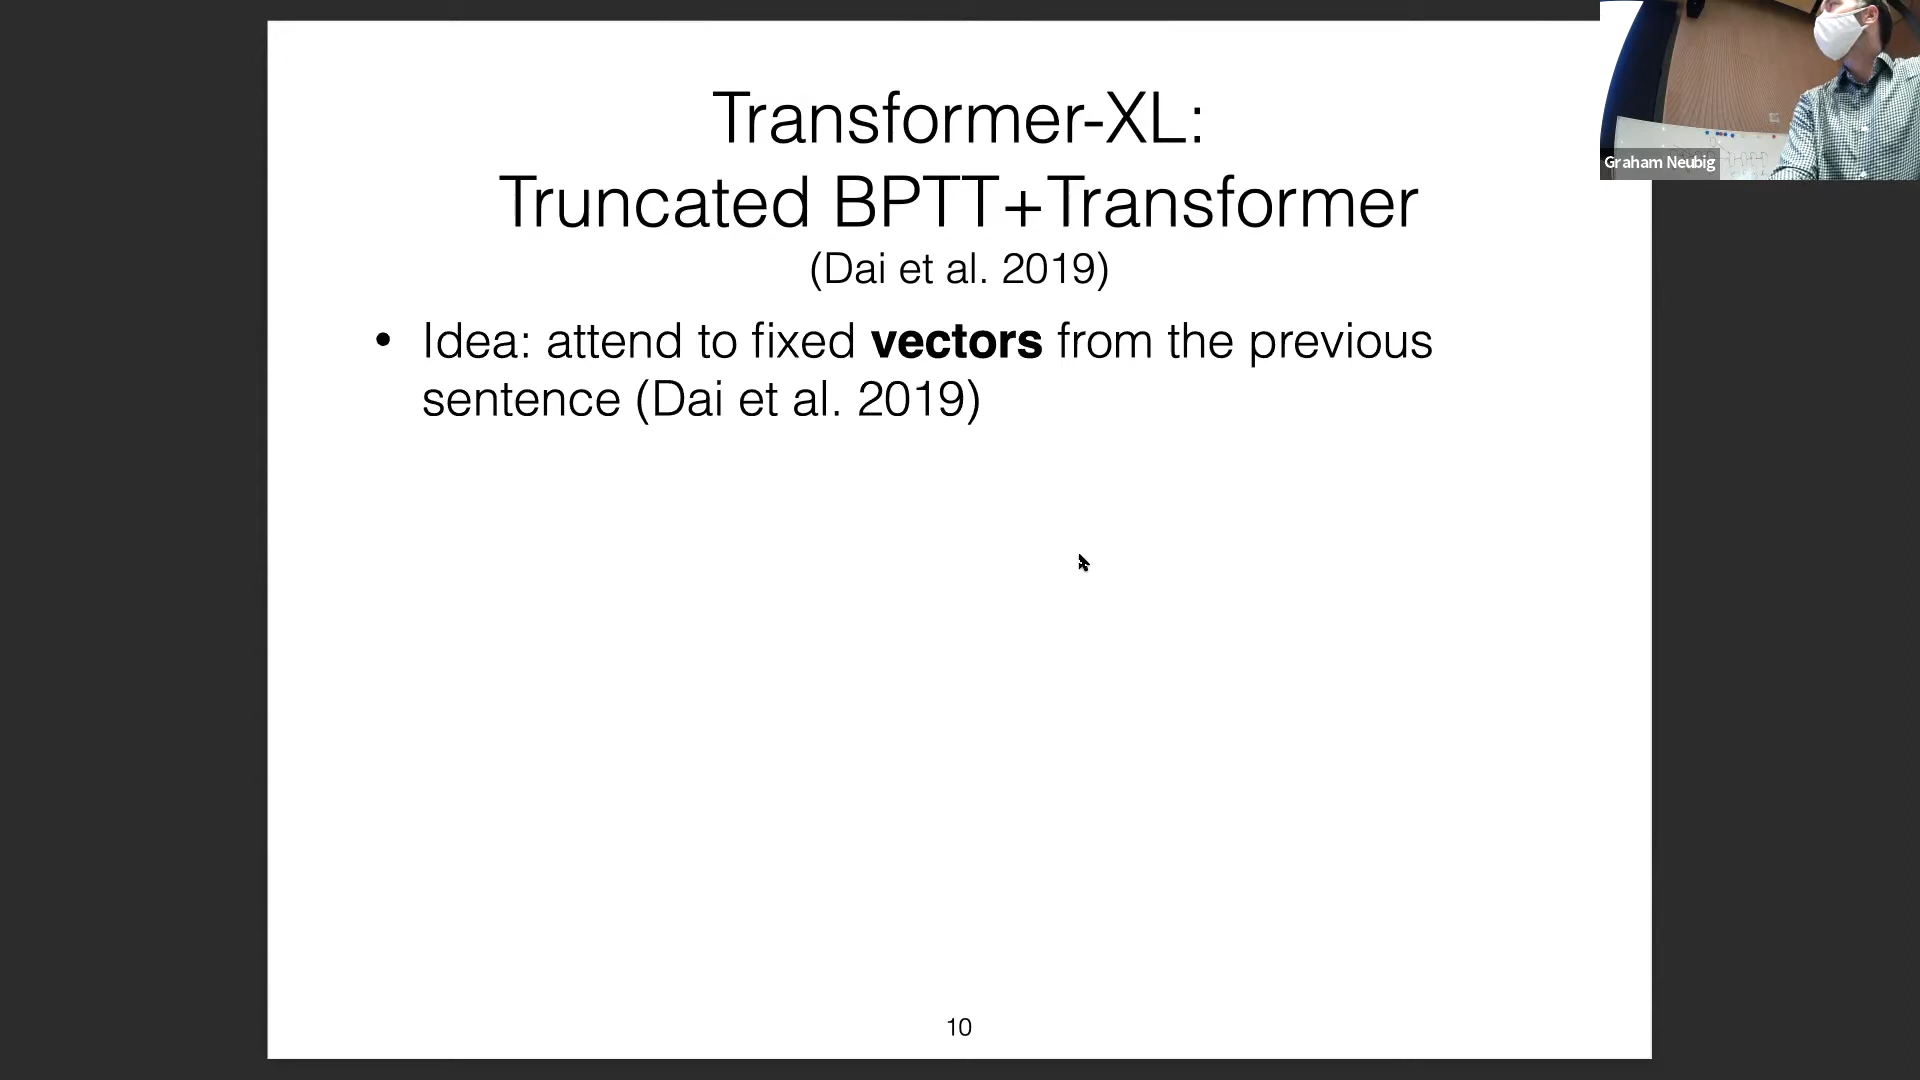 Transformer-XL:
Truncated BPTT+Transformer
(Dai et al. 2019)
• Idea: attend to fixed vectors from the previous
sentence (Dai et al. 2019)
10
Graham Neubig